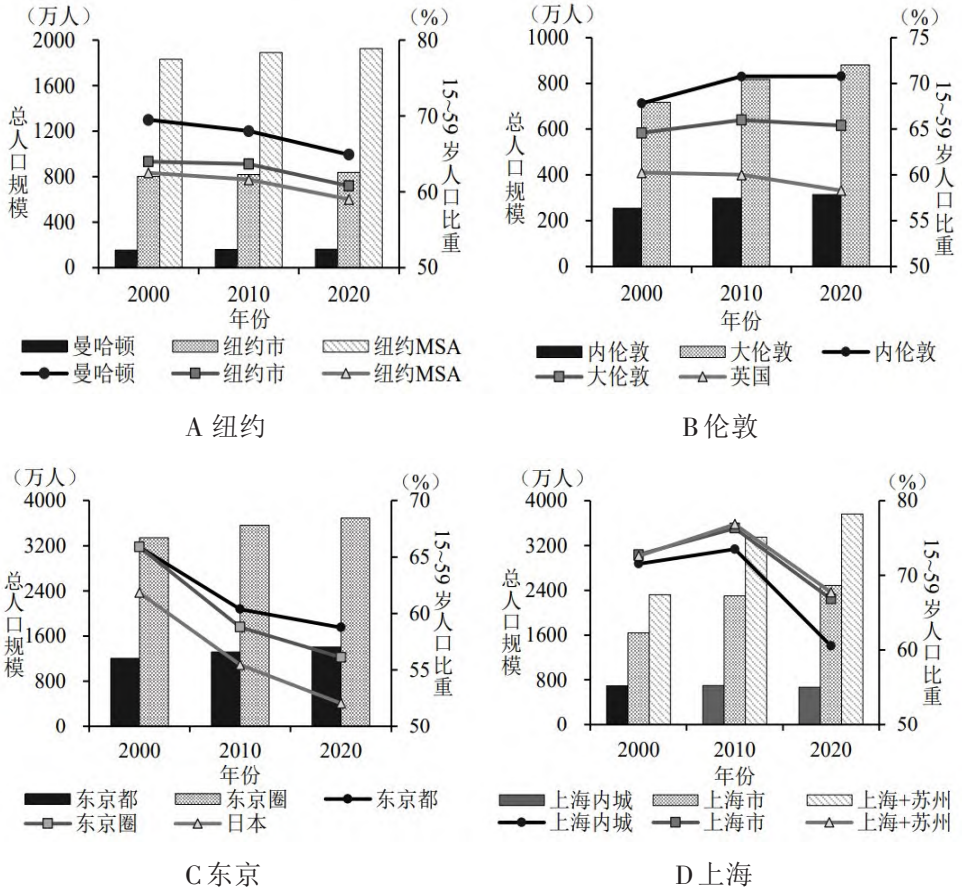 （万人） （%）
2000 80
1600
1200 70
800 60
400
0 50
总人口规模
15~59岁人口比重
2000 2010 2020
年份
曼哈顿 纽约市 纽约MSA
曼哈顿 纽约市 纽约MSA
A 纽约
（万人） （%）
1000 75
800 70
65
600
60
400
200 55
0 50
总人口规模
15~59岁人口比重
2000 2010 2020
年份
内伦敦 大伦敦 内伦敦
大伦敦 英国
B 伦敦
（万人） （%）
4000 70
3200 65
2400
60
1600
55
800
0 50
总人口规模
15~59岁人口比重
2000 2010 2020
年份
东京都 东京圈 东京都
东京圈 日本
C 东京
（万人） （%）
4000 80
3200
70
2400
1600 60
800
0 50
总人口规模
15~59岁人口比重
2000 2010 2020
年份
上海内城 上海市 上海+苏州
上海内城 上海市 上海+苏州
D 上海